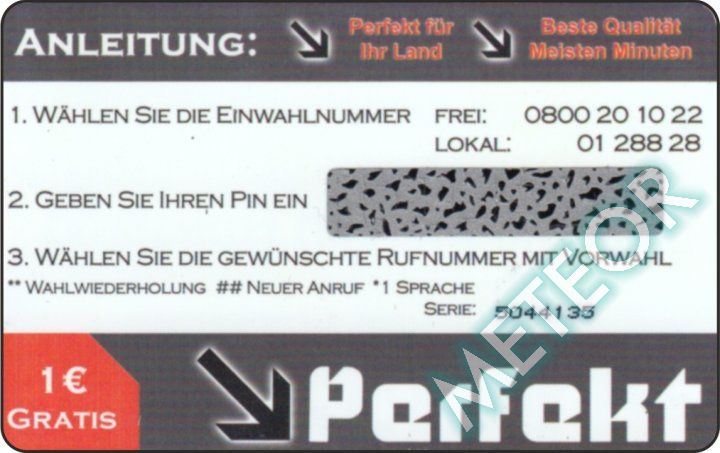 ANLEITUNG:
Perfekt für
Ihr Land
Beste Qualität
Meisten Minuten
1. WÄHLEN SIE DIE EINWAHLNUMMER FREI: 0800 20 10 22
LOKAL: 01 288 28
2. GEBEN SIE IHREN PIN EIN
3. WÄHLEN SIE DIE GEWÜNSCHTE RUFNUMMER MIT VORWAHL
** WAHLWIEDERHOLUNG ## NEUER ANRUF *1 SPRACHE
SERIE: 5044133
1 €
GRATIS
Perfekt
METEOR